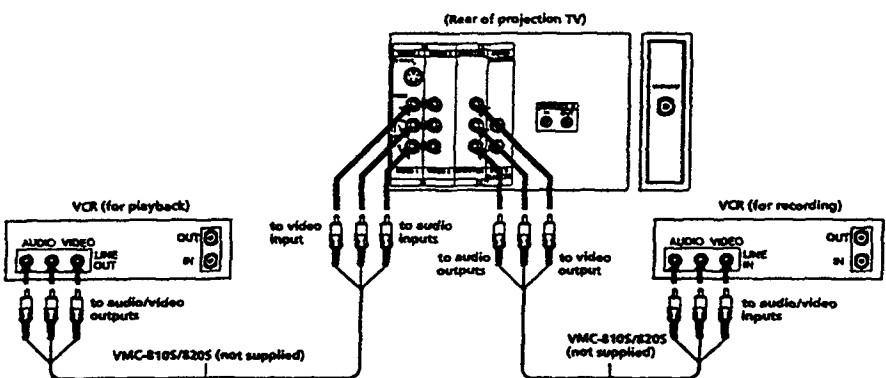 (Rear of projection TV)
VCR (for playback)
AUDIO VIDEO
LINE
OUT
OUT
IN
to audio/video
outputs
VMC-810S/820S (not supplied)
to video
input
to audio
inputs
to audio
outputs
to video
output
VCR (for recording)
AUDIO VIDEO
LINE
IN
OUT
IN
to audio/video
inputs
VMC-810S/820S
(not supplied)